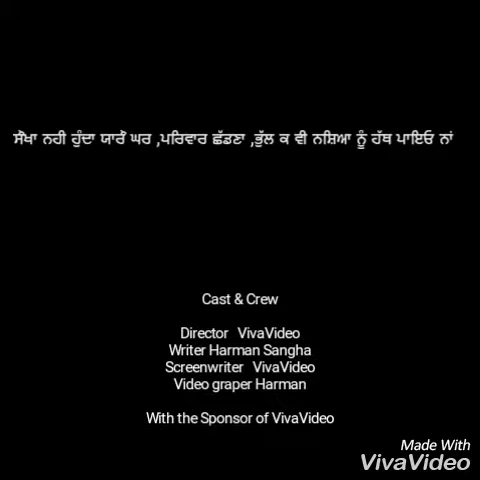 ਸੌਖਾ ਨਹੀ ਹੁੰਦਾ ਯਾਰੋਂ ਘਰ ,ਪਰਿਵਾਰ ਛੱਡਣਾ ,ਭੁੱਲ ਕ ਵੀ ਨਸ਼ਿਆ ਨੂੰ ਹੱਥ ਪਾਇਓ ਨਾਂ
Cast & Crew
Director VivaVideo
Writer Harman Sangha
Screenwriter VivaVideo
Video graper Harman
With the Sponsor of VivaVideo
Made With
VivaVideo